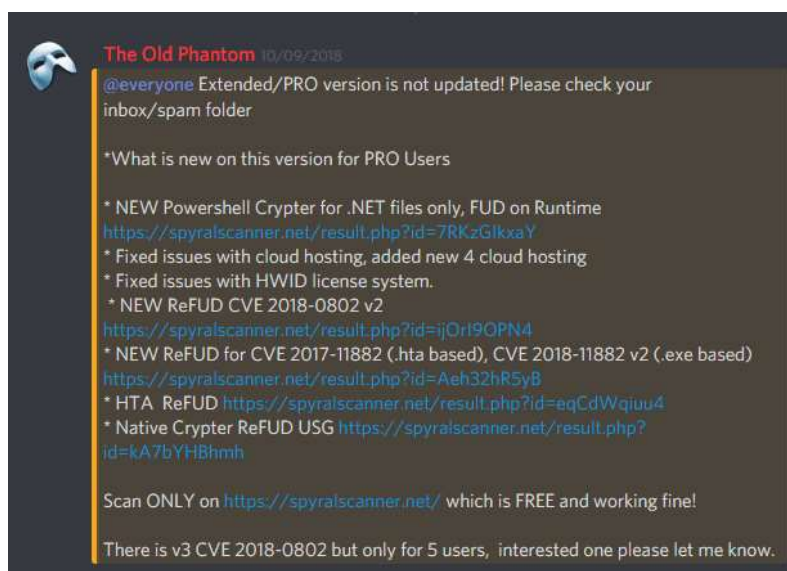 The Old Phantom 10/09/2018
@everyone Extended/PRO version is not updated! Please check your
inbox/spam folder
*What is new on this version for PRO Users
* NEW Powershell Crypter for .NET files only, FUD on Runtime
https://spyralscanner.net/result.php?id=7RKzGlkxaY
* Fixed issues with cloud hosting, added new 4 cloud hosting
* Fixed issues with HWID license system.
* NEW ReFUD CVE 2018-0802 v2
https://spyralscanner.net/result.php?id=ijOrI9OPN4
* NEW ReFUD for CVE 2017-11882 (.hta based), CVE 2018-11882 v2 (.exe based)
https://spyralscanner.net/result.php?id=Aeh32hR5yB
* HTA ReFUD https://spyralscanner.net/result.php?id=eqCdWqiuu4
* Native Crypter ReFUD USG https://spyralscanner.net/result.php?
id=kA7bYHBhmh
Scan ONLY on https://spyralscanner.net/ which is FREE and working fine!
There is v3 CVE 2018-0802 but only for 5 users, interested one please let me know.